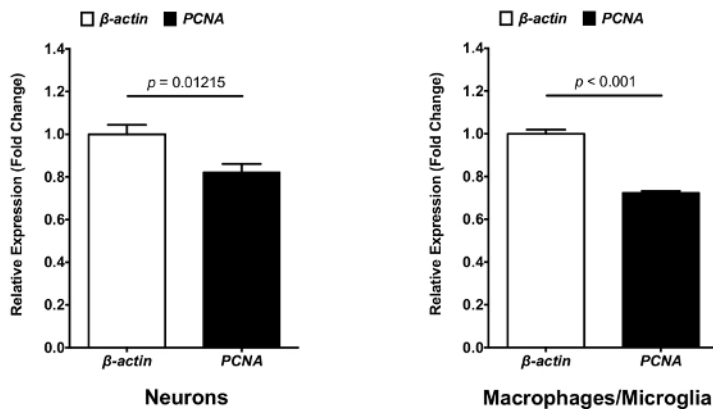 β-actin PCNA
Relative Expression (Fold Change)
1.4
1.2
1.0
0.8
0.6
0.4
0.2
0.0
p = 0.01215
β-actin PCNA
Neurons
β-actin PCNA
Relative Expression (Fold Change)
1.4
1.2
1.0
0.8
0.6
0.4
0.2
0.0
p < 0.001
β-actin PCNA
Macrophages/Microglia